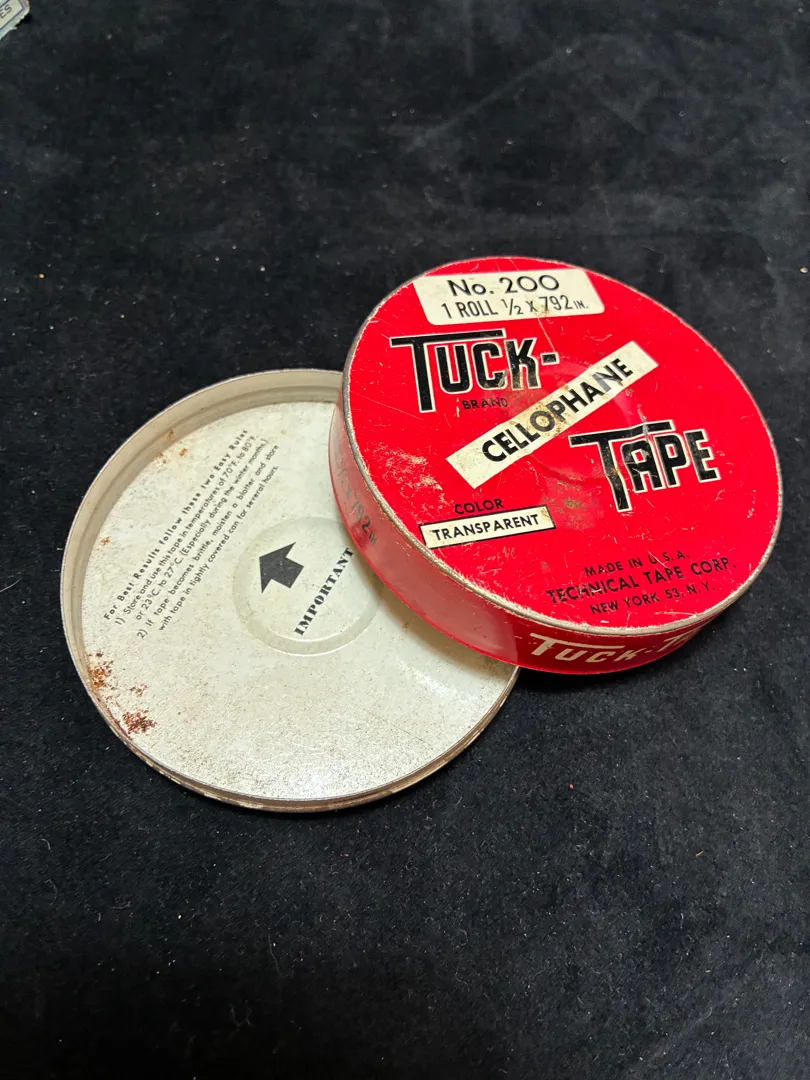 No. 200
1 ROLL 1/2 X 792 IN.
TUCK-
BRAND
CELLOPHANE
TAPE
COLOR
TRANSPARENT
MADE IN U.S.A.
TECHNICAL TAPE CORP.
NEW YORK 53, N.Y.
TUCK-T
IMPORTANT
For Best Results follow these two Easy Rules
1) Store and use this tape in temperatures of 70°F. to 80°F.
or 23°C. to 27°C. (Especially during the winter months.)
2) If tape becomes brittle, moisten a blotter and store
with tape in tightly covered can for several hours.